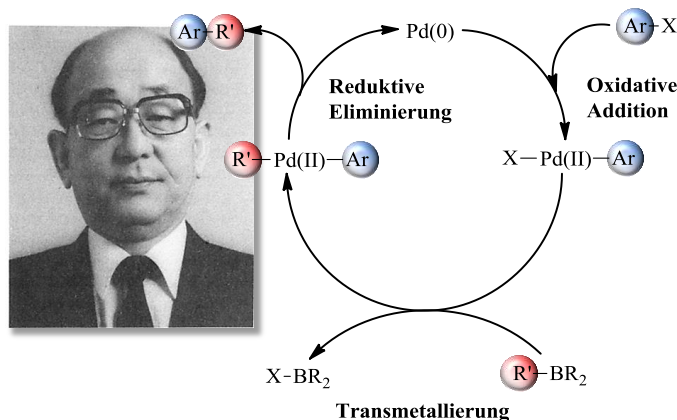 Ar-R'
Pd(0)
Ar-X
Reduktive
Eliminierung
Oxidative
Addition
R'-Pd(II)-Ar
X-Pd(II)-Ar
X-BR₂
R'-BR₂
Transmetallierung